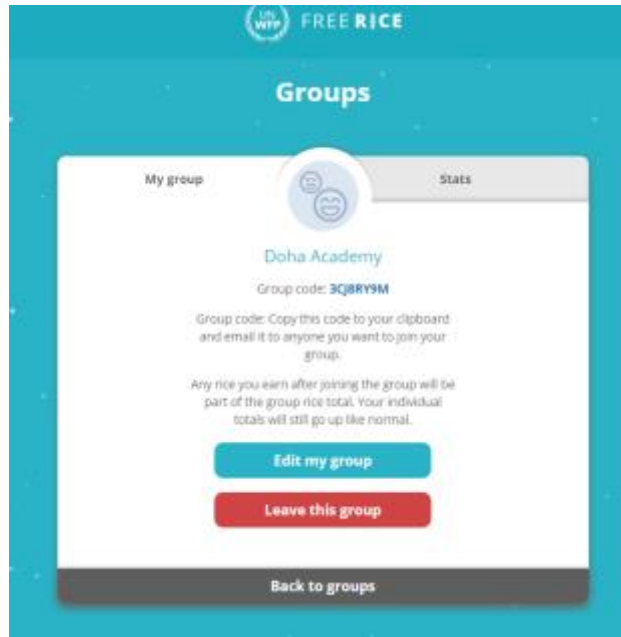 UN
WFP
FREERICE
Groups
My group
Stats
Doha Academy
Group code: 3CJ8RY9M
Group code: Copy this code to your clipboard
and email it to anyone you want to join your
group.
Any rice you earn after joining the group will be
part of the group rice total. Your individual
totals will still go up like normal.
Edit my group
Leave this group
Back to groups